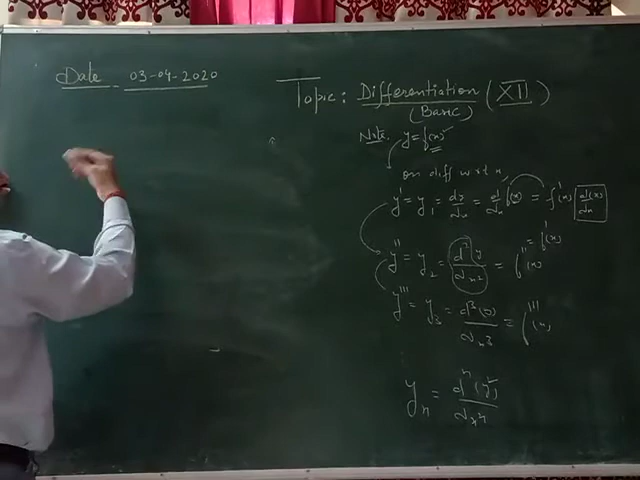 Date - 03-04-2020
Topic: Differentiation (XII)
(Basic)
Note. y = f(x)
on diff w.r.t x,
y' = y₁ = dy/dx = d/dx f(x) = f'(x) d(x)/dx
= f'(x)
y'' = y₂ = d²y/dx² = f''(x)
y''' = y₃ = d³(y)/dx³ = f'''(x)
yₙ = dⁿ(y)/dxⁿ